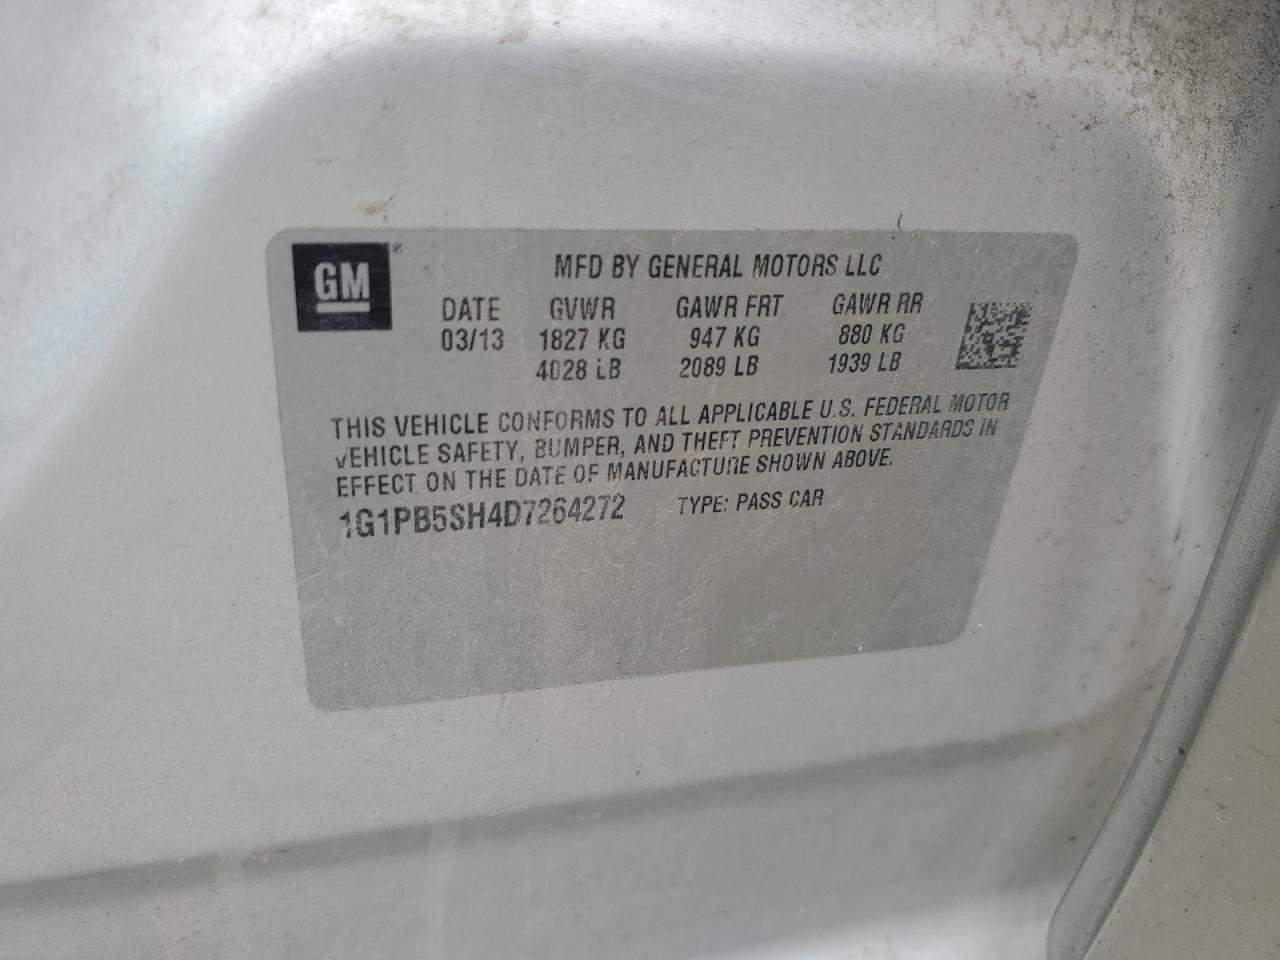 GM®
MFD BY GENERAL MOTORS LLC
DATE GVWR GAWR FRT GAWR RR
03/13 1827 KG 947 KG 880 KG
4028 LB 2089 LB 1939 LB
THIS VEHICLE CONFORMS TO ALL APPLICABLE U.S. FEDERAL MOTOR
VEHICLE SAFETY, BUMPER, AND THEFT PREVENTION STANDARDS IN
EFFECT ON THE DATE OF MANUFACTURE SHOWN ABOVE.
1G1PB5SH4D7264272 TYPE: PASS CAR